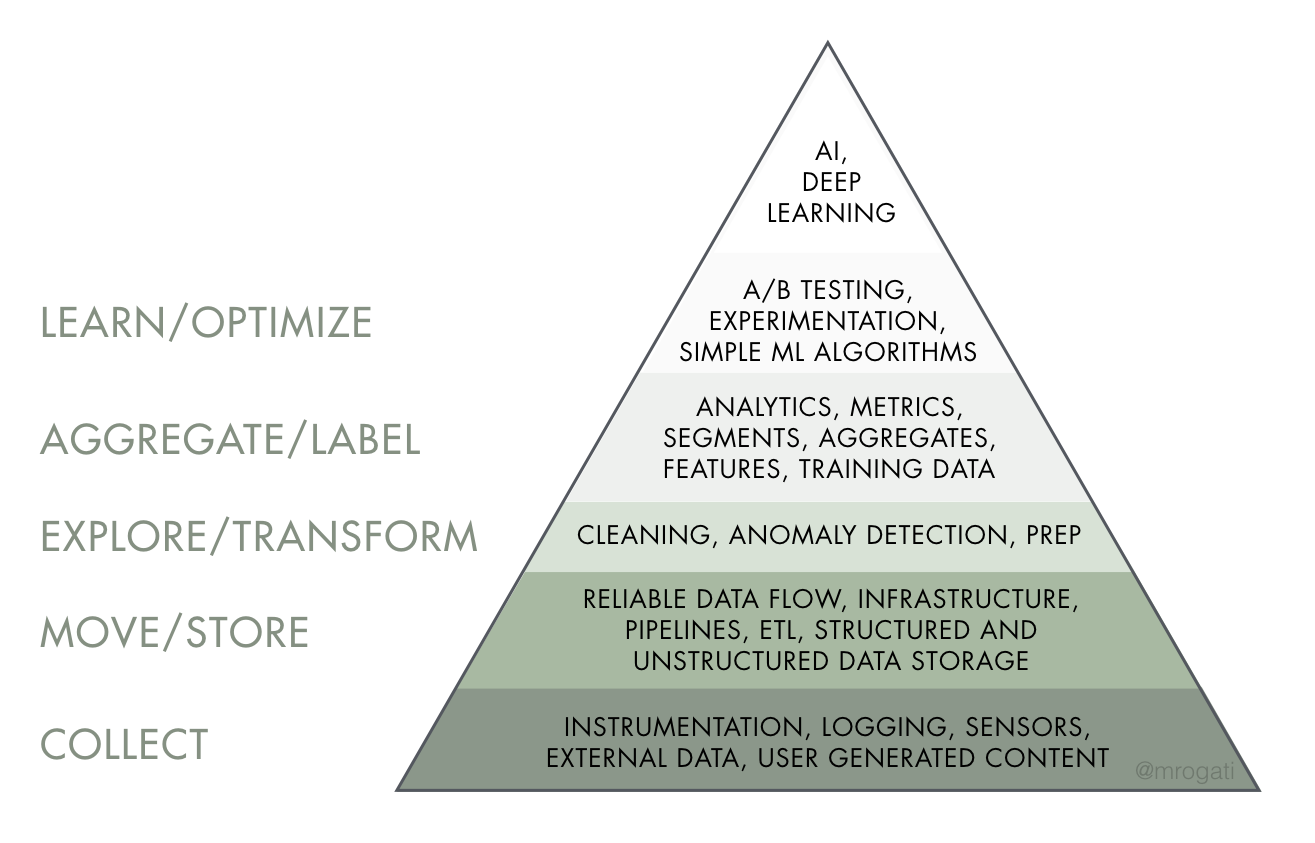 AI,
DEEP
LEARNING
LEARN/OPTIMIZE
A/B TESTING,
EXPERIMENTATION,
SIMPLE ML ALGORITHMS
AGGREGATE/LABEL
ANALYTICS, METRICS,
SEGMENTS, AGGREGATES,
FEATURES, TRAINING DATA
EXPLORE/TRANSFORM
CLEANING, ANOMALY DETECTION, PREP
MOVE/STORE
RELIABLE DATA FLOW, INFRASTRUCTURE,
PIPELINES, ETL, STRUCTURED AND
UNSTRUCTURED DATA STORAGE
COLLECT
INSTRUMENTATION, LOGGING, SENSORS,
EXTERNAL DATA, USER GENERATED CONTENT
@mrogati